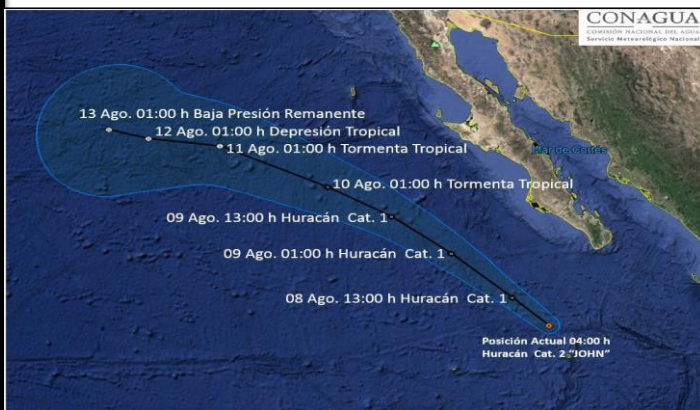 CONAGUA
COMISIÓN NACIONAL DEL AGUA
Servicio Meteorológico Nacional
13 Ago. 01:00 h Baja Presión Remanente
12 Ago. 01:00 h Depresión Tropical
11 Ago. 01:00 h Tormenta Tropical
Mar de Cortés
10 Ago. 01:00 h Tormenta Tropical
09 Ago. 13:00 h Huracán Cat. 1
09 Ago. 01:00 h Huracán Cat. 1
08 Ago. 13:00 h Huracán Cat. 1
Posición Actual 04:00 h
Huracán Cat. 2 "JOHN"